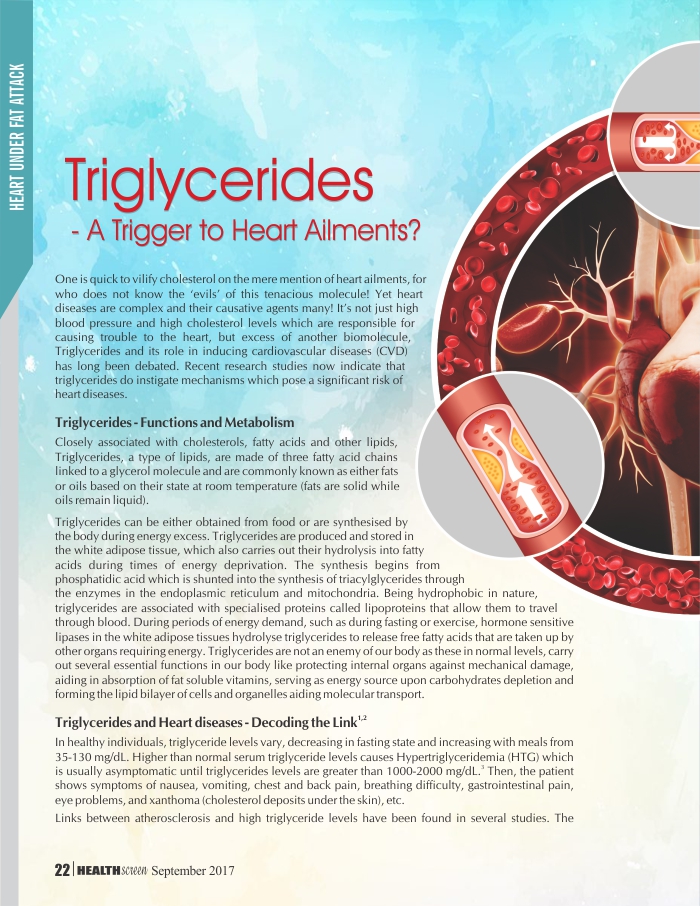 HEART UNDER FAT ATTACK
Triglycerides
- A Trigger to Heart Ailments?
One is quick to vilify cholesterol on the mere mention of heart ailments, for
who does not know the ‘evils’ of this tenacious molecule! Yet heart
diseases are complex and their causative agents many! It’s not just high
blood pressure and high cholesterol levels which are responsible for
causing trouble to the heart, but excess of another biomolecule,
Triglycerides and its role in inducing cardiovascular diseases (CVD)
has long been debated. Recent research studies now indicate that
triglycerides do instigate mechanisms which pose a significant risk of
heart diseases.
Triglycerides - Functions and Metabolism
Closely associated with cholesterols, fatty acids and other lipids,
Triglycerides, a type of lipids, are made of three fatty acid chains
linked to a glycerol molecule and are commonly known as either fats
or oils based on their state at room temperature (fats are solid while
oils remain liquid).
Triglycerides can be either obtained from food or are synthesised by
the body during energy excess. Triglycerides are produced and stored in
the white adipose tissue, which also carries out their hydrolysis into fatty
acids during times of energy deprivation. The synthesis begins from
phosphatidic acid which is shunted into the synthesis of triacylglycerides through
the enzymes in the endoplasmic reticulum and mitochondria. Being hydrophobic in nature,
triglycerides are associated with specialised proteins called lipoproteins that allow them to travel
through blood. During periods of energy demand, such as during fasting or exercise, hormone sensitive
lipases in the white adipose tissues hydrolyse triglycerides to release free fatty acids that are taken up by
other organs requiring energy. Triglycerides are not an enemy of our body as these in normal levels, carry
out several essential functions in our body like protecting internal organs against mechanical damage,
aiding in absorption of fat soluble vitamins, serving as energy source upon carbohydrates depletion and
forming the lipid bilayer of cells and organelles aiding molecular transport.
Triglycerides and Heart diseases - Decoding the Link1,2
In healthy individuals, triglyceride levels vary, decreasing in fasting state and increasing with meals from
35-130 mg/dL. Higher than normal serum triglyceride levels causes Hypertriglyceridemia (HTG) which
is usually asymptomatic until triglycerides levels are greater than 1000-2000 mg/dL.3 Then, the patient
shows symptoms of nausea, vomiting, chest and back pain, breathing difficulty, gastrointestinal pain,
eye problems, and xanthoma (cholesterol deposits under the skin), etc.
Links between atherosclerosis and high triglyceride levels have been found in several studies. The
22 | HEALTHscreen September 2017